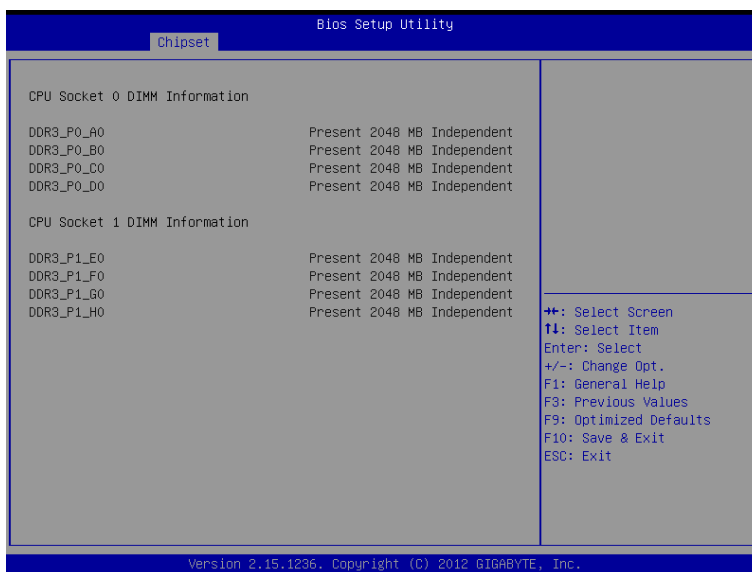 Bios Setup Utility
Chipset
CPU Socket 0 DIMM Information
DDR3_P0_A0 Present 2048 MB Independent
DDR3_P0_B0 Present 2048 MB Independent
DDR3_P0_C0 Present 2048 MB Independent
DDR3_P0_D0 Present 2048 MB Independent
CPU Socket 1 DIMM Information
DDR3_P1_E0 Present 2048 MB Independent
DDR3_P1_F0 Present 2048 MB Independent
DDR3_P1_G0 Present 2048 MB Independent
DDR3_P1_H0 Present 2048 MB Independent
→←: Select Screen
↑↓: Select Item
Enter: Select
+/-: Change Opt.
F1: General Help
F3: Previous Values
F9: Optimized Defaults
F10: Save & Exit
ESC: Exit
Version 2.15.1236. Copyright (C) 2012 GIGABYTE, Inc.